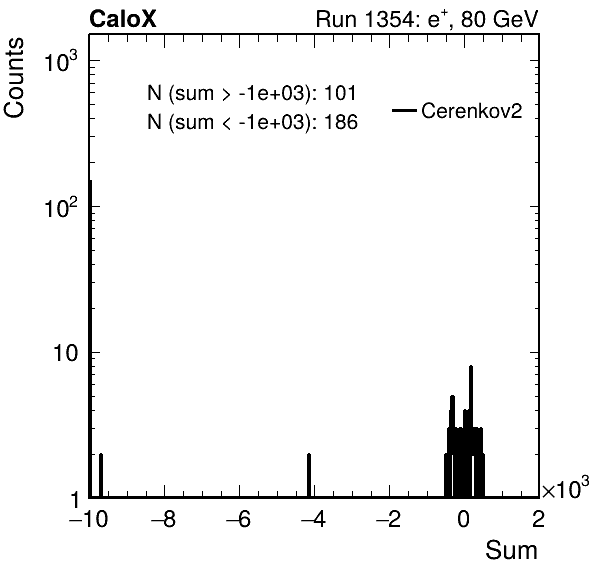 CaloX Run 1354: e⁺, 80 GeV
Counts
N (sum > -1e+03): 101
N (sum < -1e+03): 186
Cerenkov2
10³
10²
10
1
−10 −8 −6 −4 −2 0 2
×10³
Sum